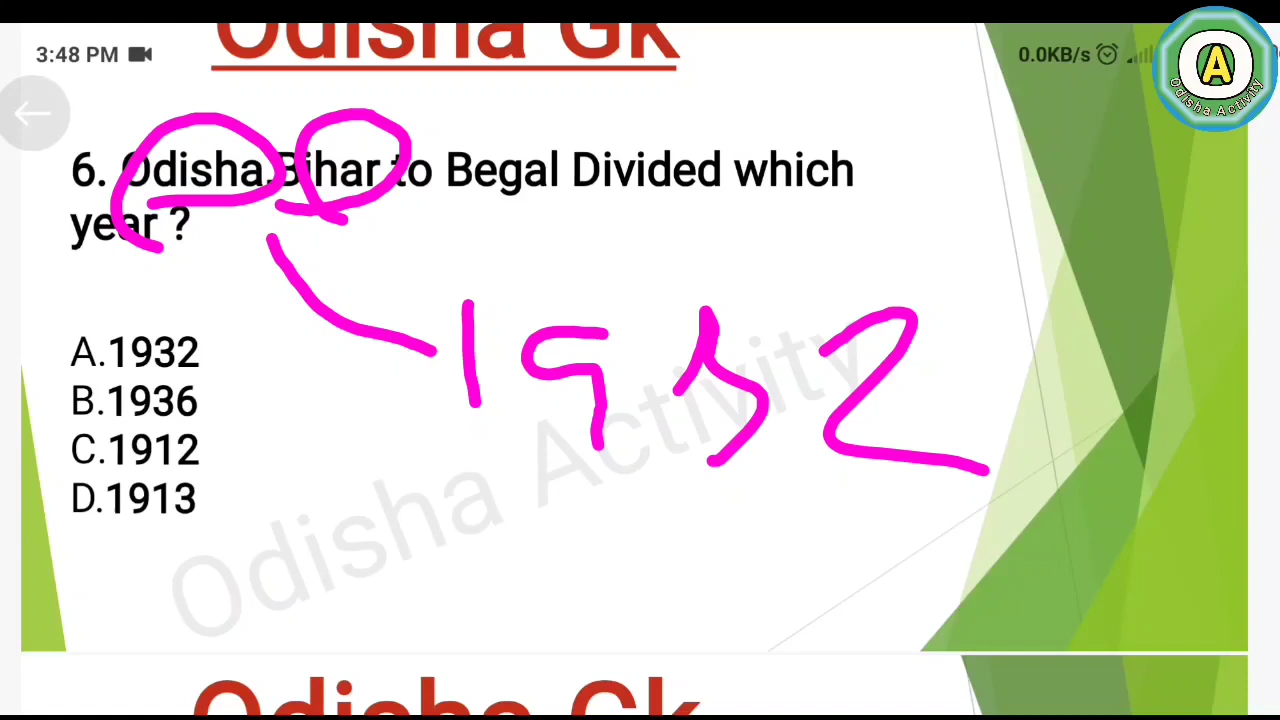 Odisha Gk
3:48 PM
0.0KB/s
A
Odisha Activity
6. Odisha,Bihar to Begal Divided which
year ?
1932
A.1932
B.1936
C.1912
D.1913
Odisha Activity
Odisha Gk